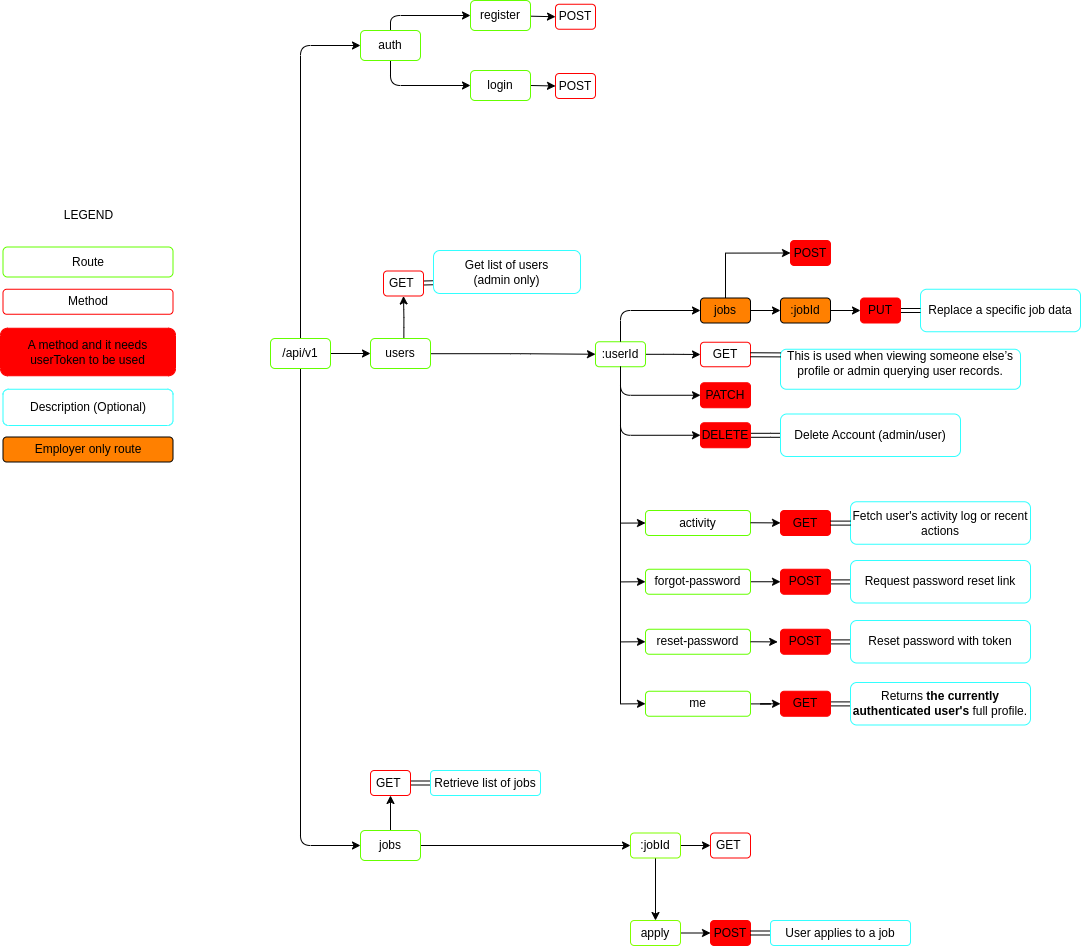 register
POST
auth
login
POST
LEGEND
Route
Method
A method and it needs
userToken to be used
Description (Optional)
Employer only route
/api/v1
users
GET
Get list of users
(admin only)
:userId
POST
jobs
:jobId
PUT
Replace a specific job data
GET
This is used when viewing someone else's
profile or admin querying user records.
PATCH
DELETE
Delete Account (admin/user)
activity
GET
Fetch user's activity log or recent
actions
forgot-password
POST
Request password reset link
reset-password
POST
Reset password with token
me
GET
Returns the currently
authenticated user's full profile.
GET
Retrieve list of jobs
jobs
:jobId
GET
apply
POST
User applies to a job